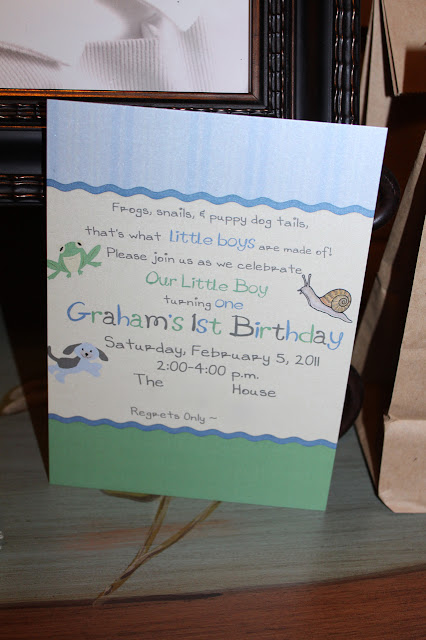 Frogs, snails, & puppy dog tails,
that's what little boys are made of!
Please join us as we celebrate
Our Little Boy
turning one
Graham's 1st Birthday
Saturday, February 5, 2011
2:00-4:00 p.m.
The House
Regrets Only ~